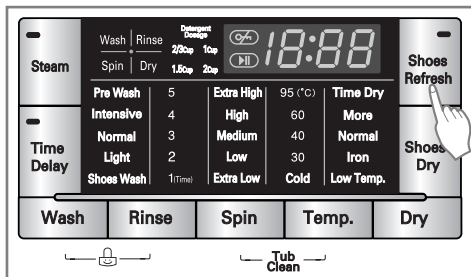 Steam
Time
Delay
Wash Rinse
Spin Dry
Detergent
Dosage
2/3cup 1cup
1.5cup 2cup
18:88
Pre Wash 5 Extra High 95 (°C) Time Dry
Intensive 4 High 60 More
Normal 3 Medium 40 Normal
Light 2 Low 30 Iron
Shoes Wash 1(Time) Extra Low Cold Low Temp.
Shoes
Refresh
Shoes
Dry
Wash Rinse Spin Temp. Dry
Tub
Clean